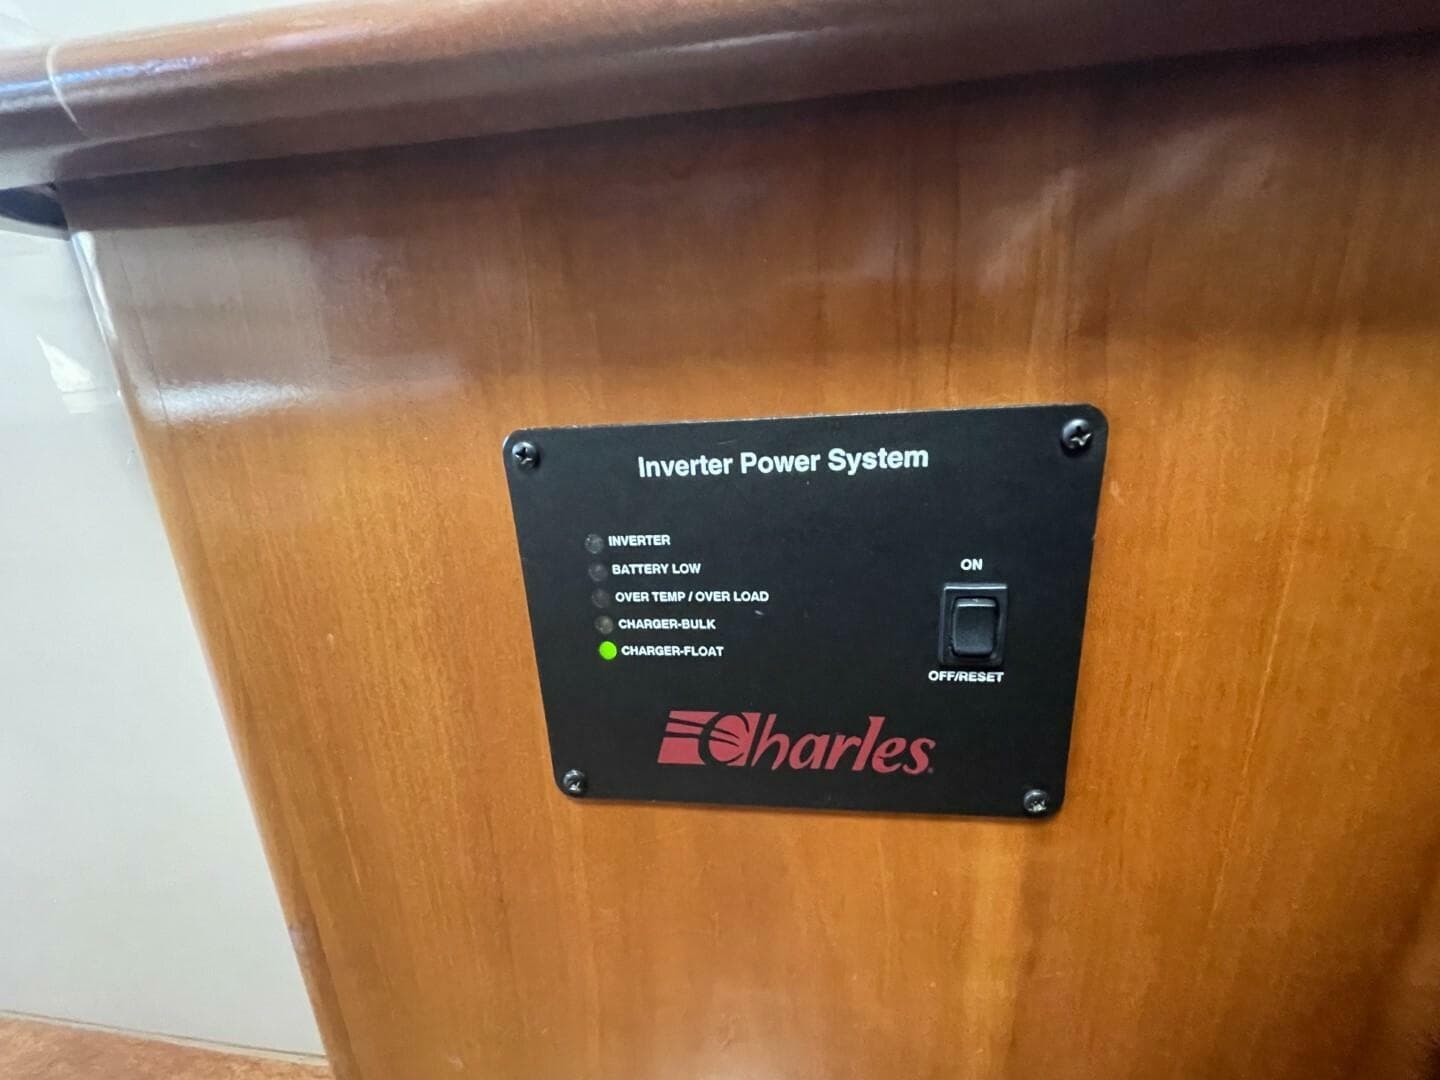 Inverter Power System
INVERTER
BATTERY LOW
OVER TEMP / OVER LOAD
CHARGER-BULK
CHARGER-FLOAT
ON
OFF/RESET
Charles®